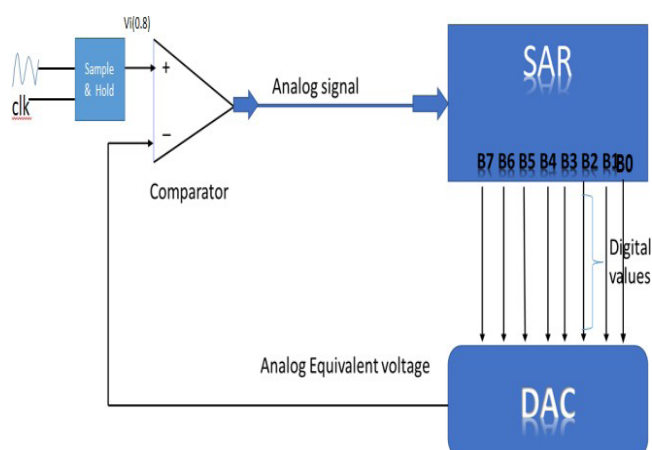 Vi(0.8)
Sample
& Hold
clk
+
−
Comparator
Analog signal
SAR
B7 B6 B5 B4 B3 B2 B1 B0
Digital
values
Analog Equivalent voltage
DAC